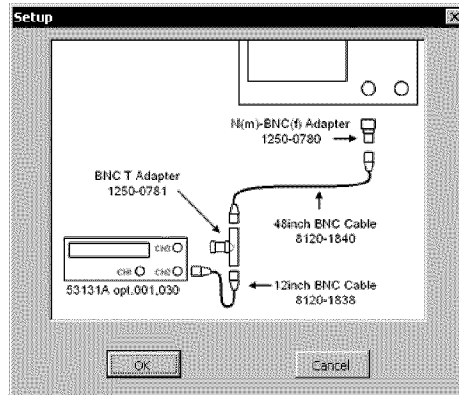 Setup
N(m)-BNC(f) Adapter
1250-0780
BNC T Adapter
1250-0781
48inch BNC Cable
8120-1840
CH1
CH3
CH2
53131A opt.001,030
12inch BNC Cable
8120-1838
OK
Cancel